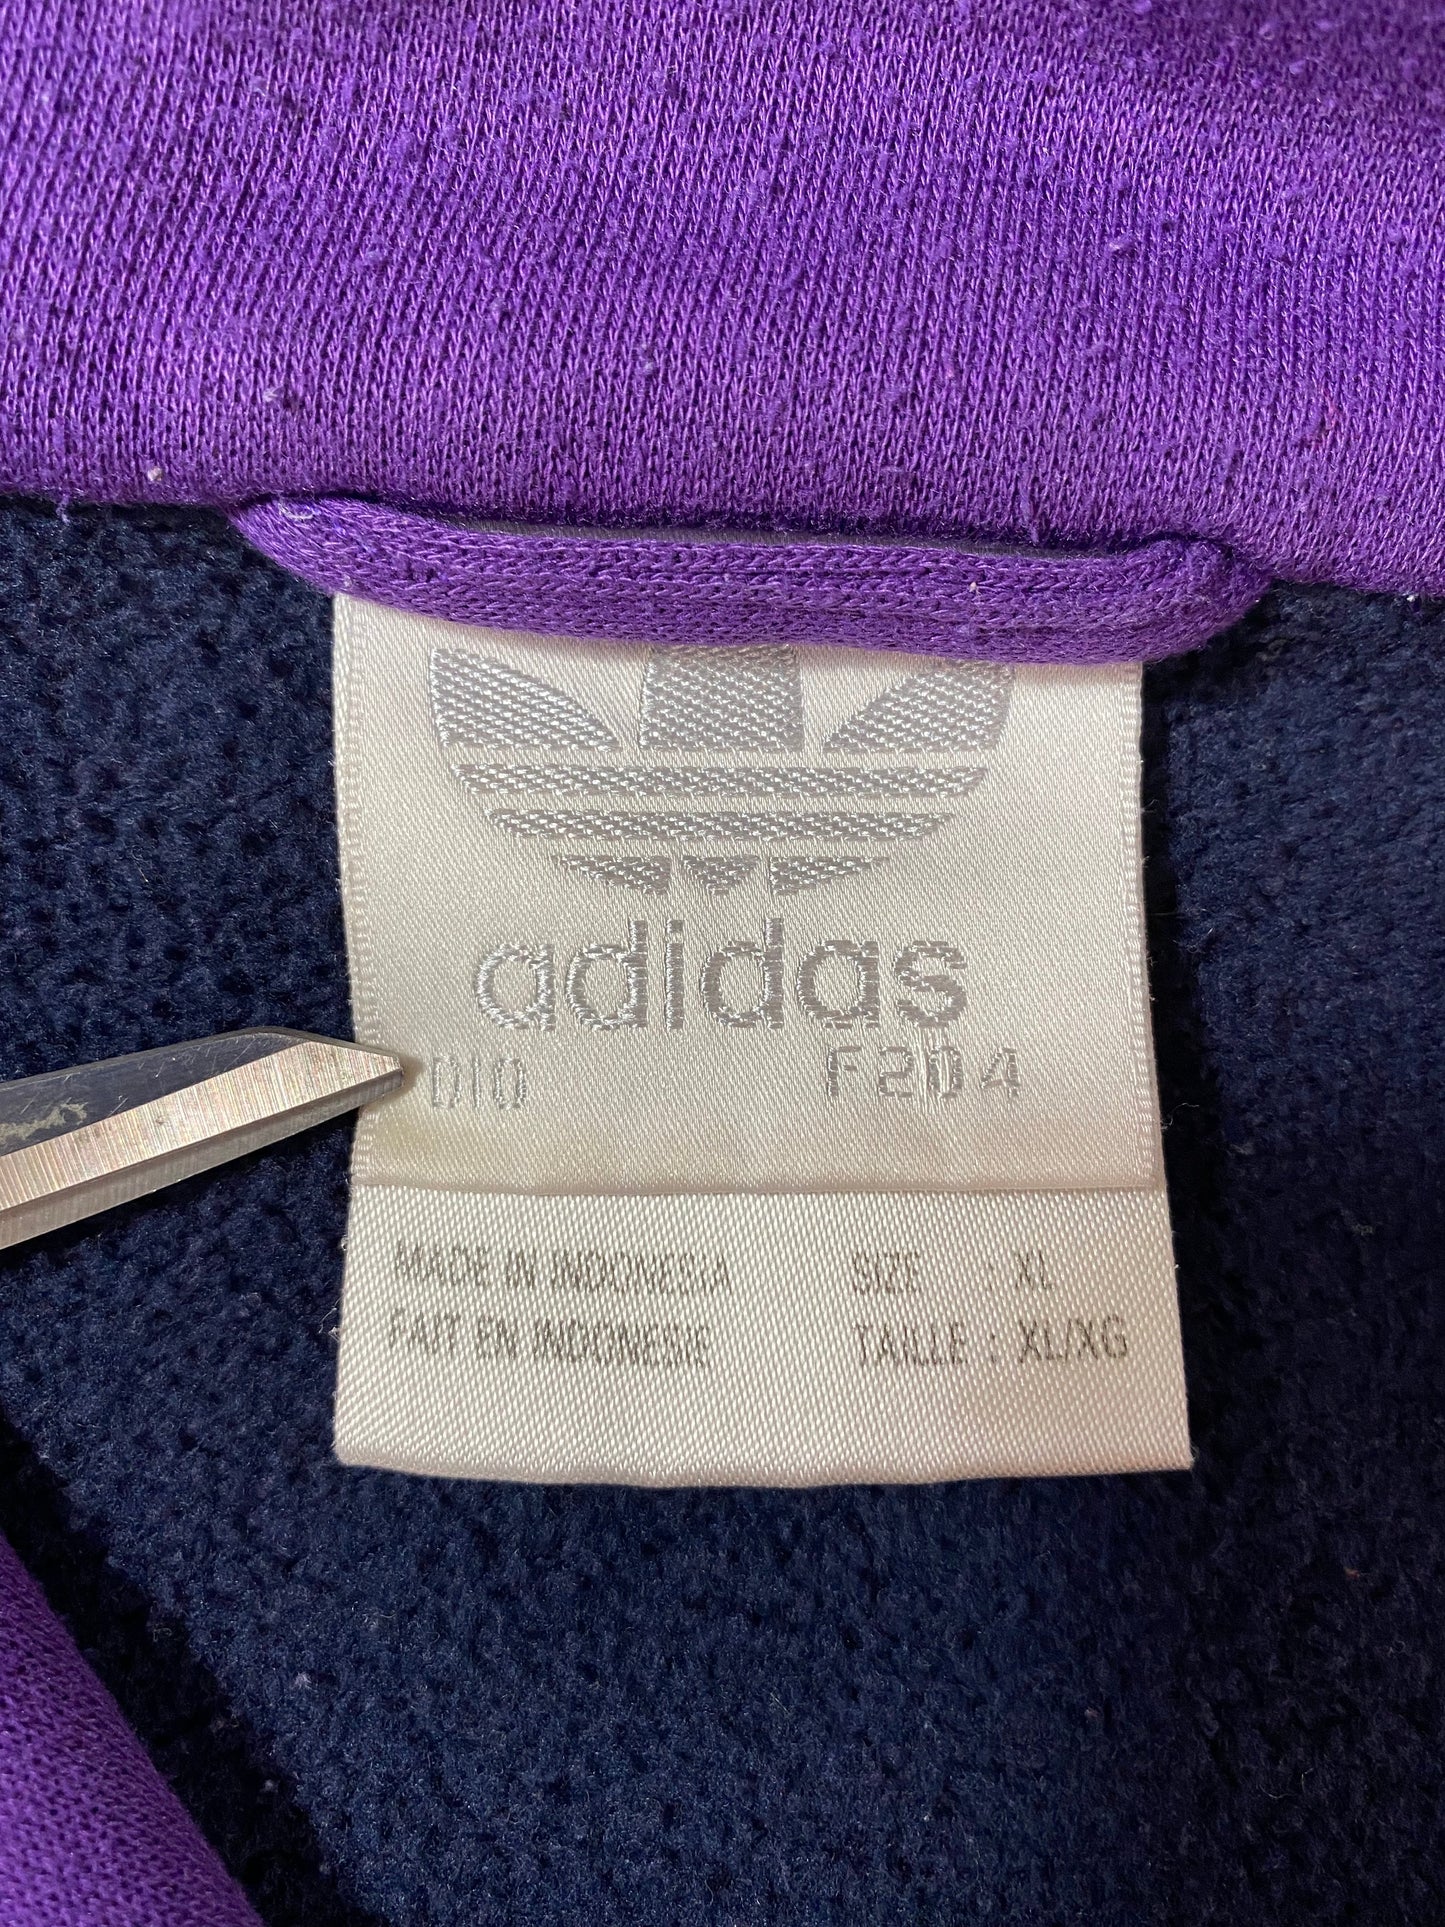 adidas
D10 F204
MADE IN INDONESIA SIZE : XL
FAIT EN INDONESIE TAILLE : XL/XG